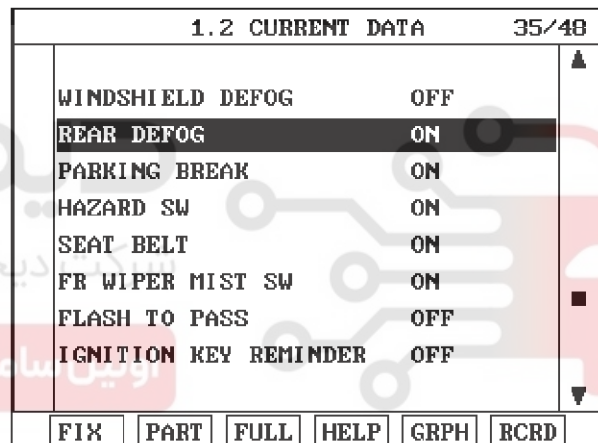 1.2 CURRENT DATA 35/48
WINDSHIELD DEFOG OFF
REAR DEFOG ON
PARKING BREAK ON
HAZARD SW ON
SEAT BELT ON
FR WIPER MIST SW ON
FLASH TO PASS OFF
IGNITION KEY REMINDER OFF
FIX PART FULL HELP GRPH RCRD